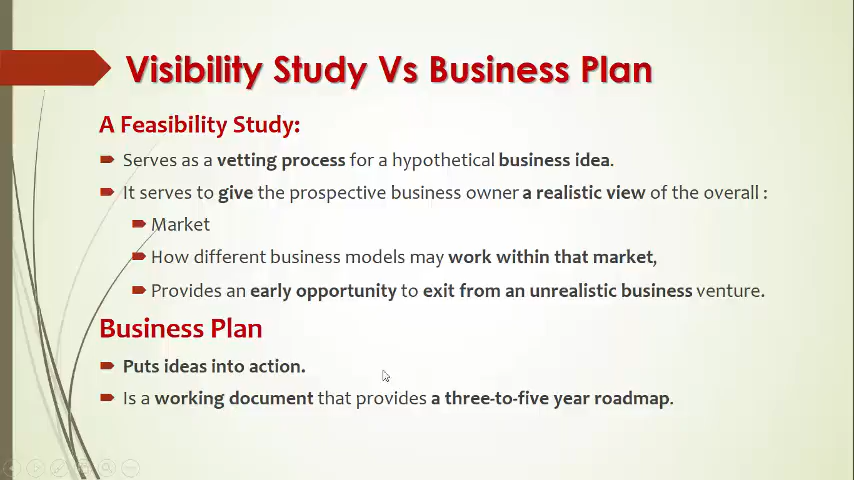 Visibility Study Vs Business Plan
A Feasibility Study:
Serves as a vetting process for a hypothetical business idea.
It serves to give the prospective business owner a realistic view of the overall :
Market
How different business models may work within that market,
Provides an early opportunity to exit from an unrealistic business venture.
Business Plan
Puts ideas into action.
Is a working document that provides a three-to-five year roadmap.